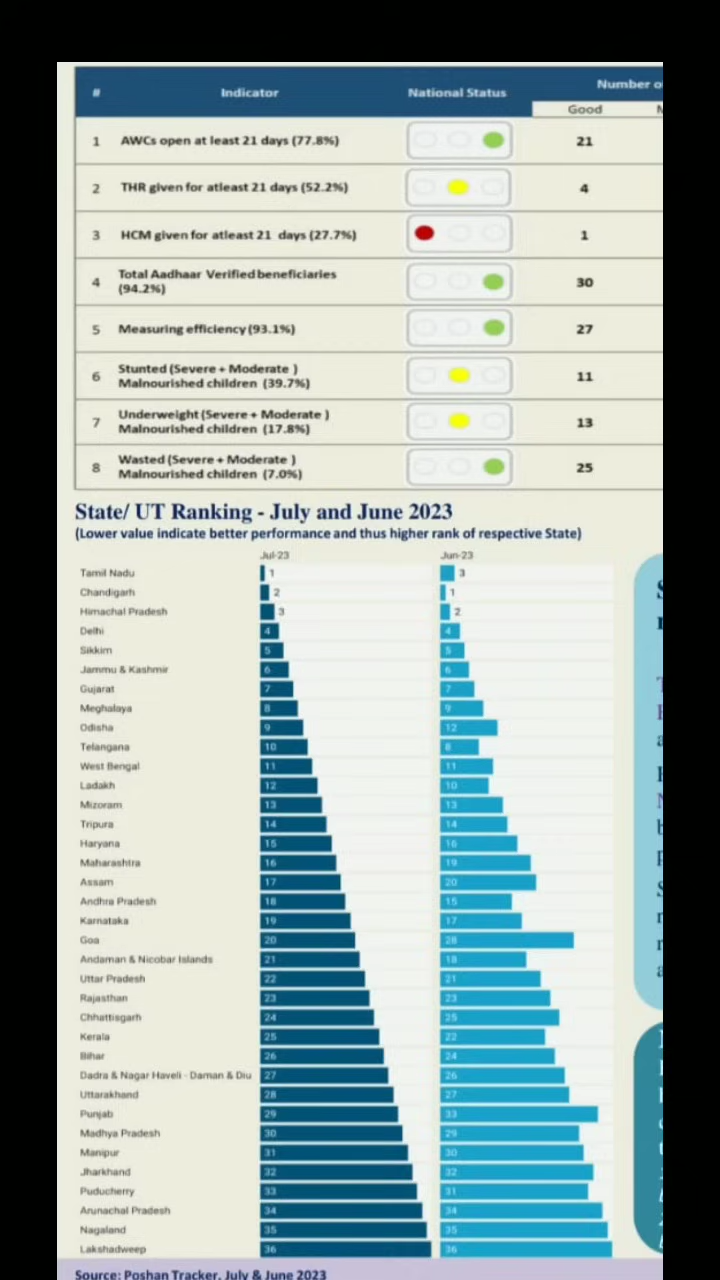 # Indicator National Status Number o
Good M
1 AWCs open at least 21 days (77.8%) 21
2 THR given for atleast 21 days (52.2%) 4
3 HCM given for atleast 21 days (27.7%) 1
4 Total Aadhaar Verified beneficiaries (94.2%) 30
5 Measuring efficiency (93.1%) 27
6 Stunted (Severe + Moderate )
Malnourished children (39.7%) 11
7 Underweight (Severe + Moderate )
Malnourished children (17.8%) 13
8 Wasted (Severe + Moderate )
Malnourished children (7.0%) 25
State/ UT Ranking - July and June 2023
(Lower value indicate better performance and thus higher rank of respective State)
Jul-23 Jun-23
Tamil Nadu 1 3
Chandigarh 2 1
Himachal Pradesh 3 2
Delhi 4 4
Sikkim 5 5
Jammu & Kashmir 6 6
Gujarat 7 7
Meghalaya 8 9
Odisha 9 12
Telangana 10 8
West Bengal 11 11
Ladakh 12 10
Mizoram 13 13
Tripura 14 14
Haryana 15 16
Maharashtra 16 19
Assam 17 20
Andhra Pradesh 18 15
Karnataka 19 17
Goa 20 28
Andaman & Nicobar Islands 21 18
Uttar Pradesh 22 21
Rajasthan 23 23
Chhattisgarh 24 25
Kerala 25 22
Bihar 26 24
Dadra & Nagar Haveli - Daman & Diu 27 26
Uttarakhand 28 27
Punjab 29 33
Madhya Pradesh 30 29
Manipur 31 30
Jharkhand 32 32
Puducherry 33 31
Arunachal Pradesh 34 34
Nagaland 35 35
Lakshadweep 36 36
Source: Poshan Tracker, July & June 2023